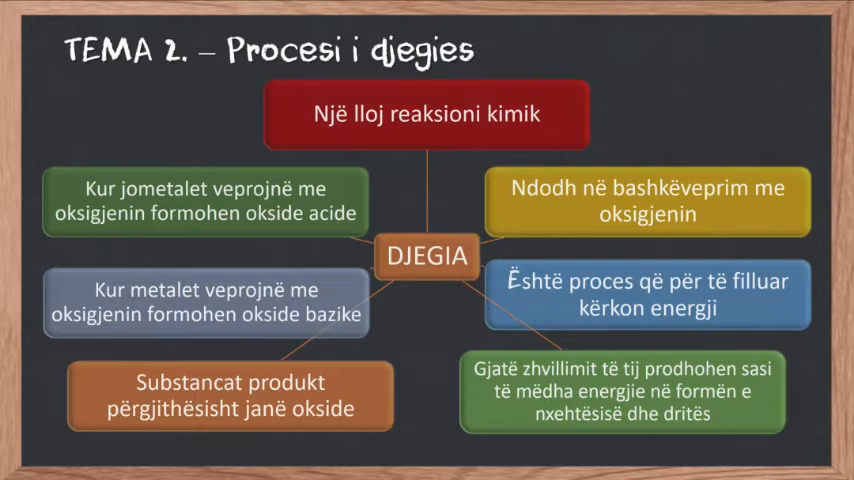 TEMA 2. – Procesi i djegies
Një lloj reaksioni kimik
Kur jometalet veprojnë me
oksigjenin formohen okside acide
Ndodh në bashkëveprim me
oksigjenin
DJEGIA
Kur metalet veprojnë me
oksigjenin formohen okside bazike
Është proces që për të filluar
kërkon energji
Substancat produkt
përgjithësisht janë okside
Gjatë zhvillimit të tij prodhohen sasi
të mëdha energjie në formën e
nxehtësisë dhe dritës